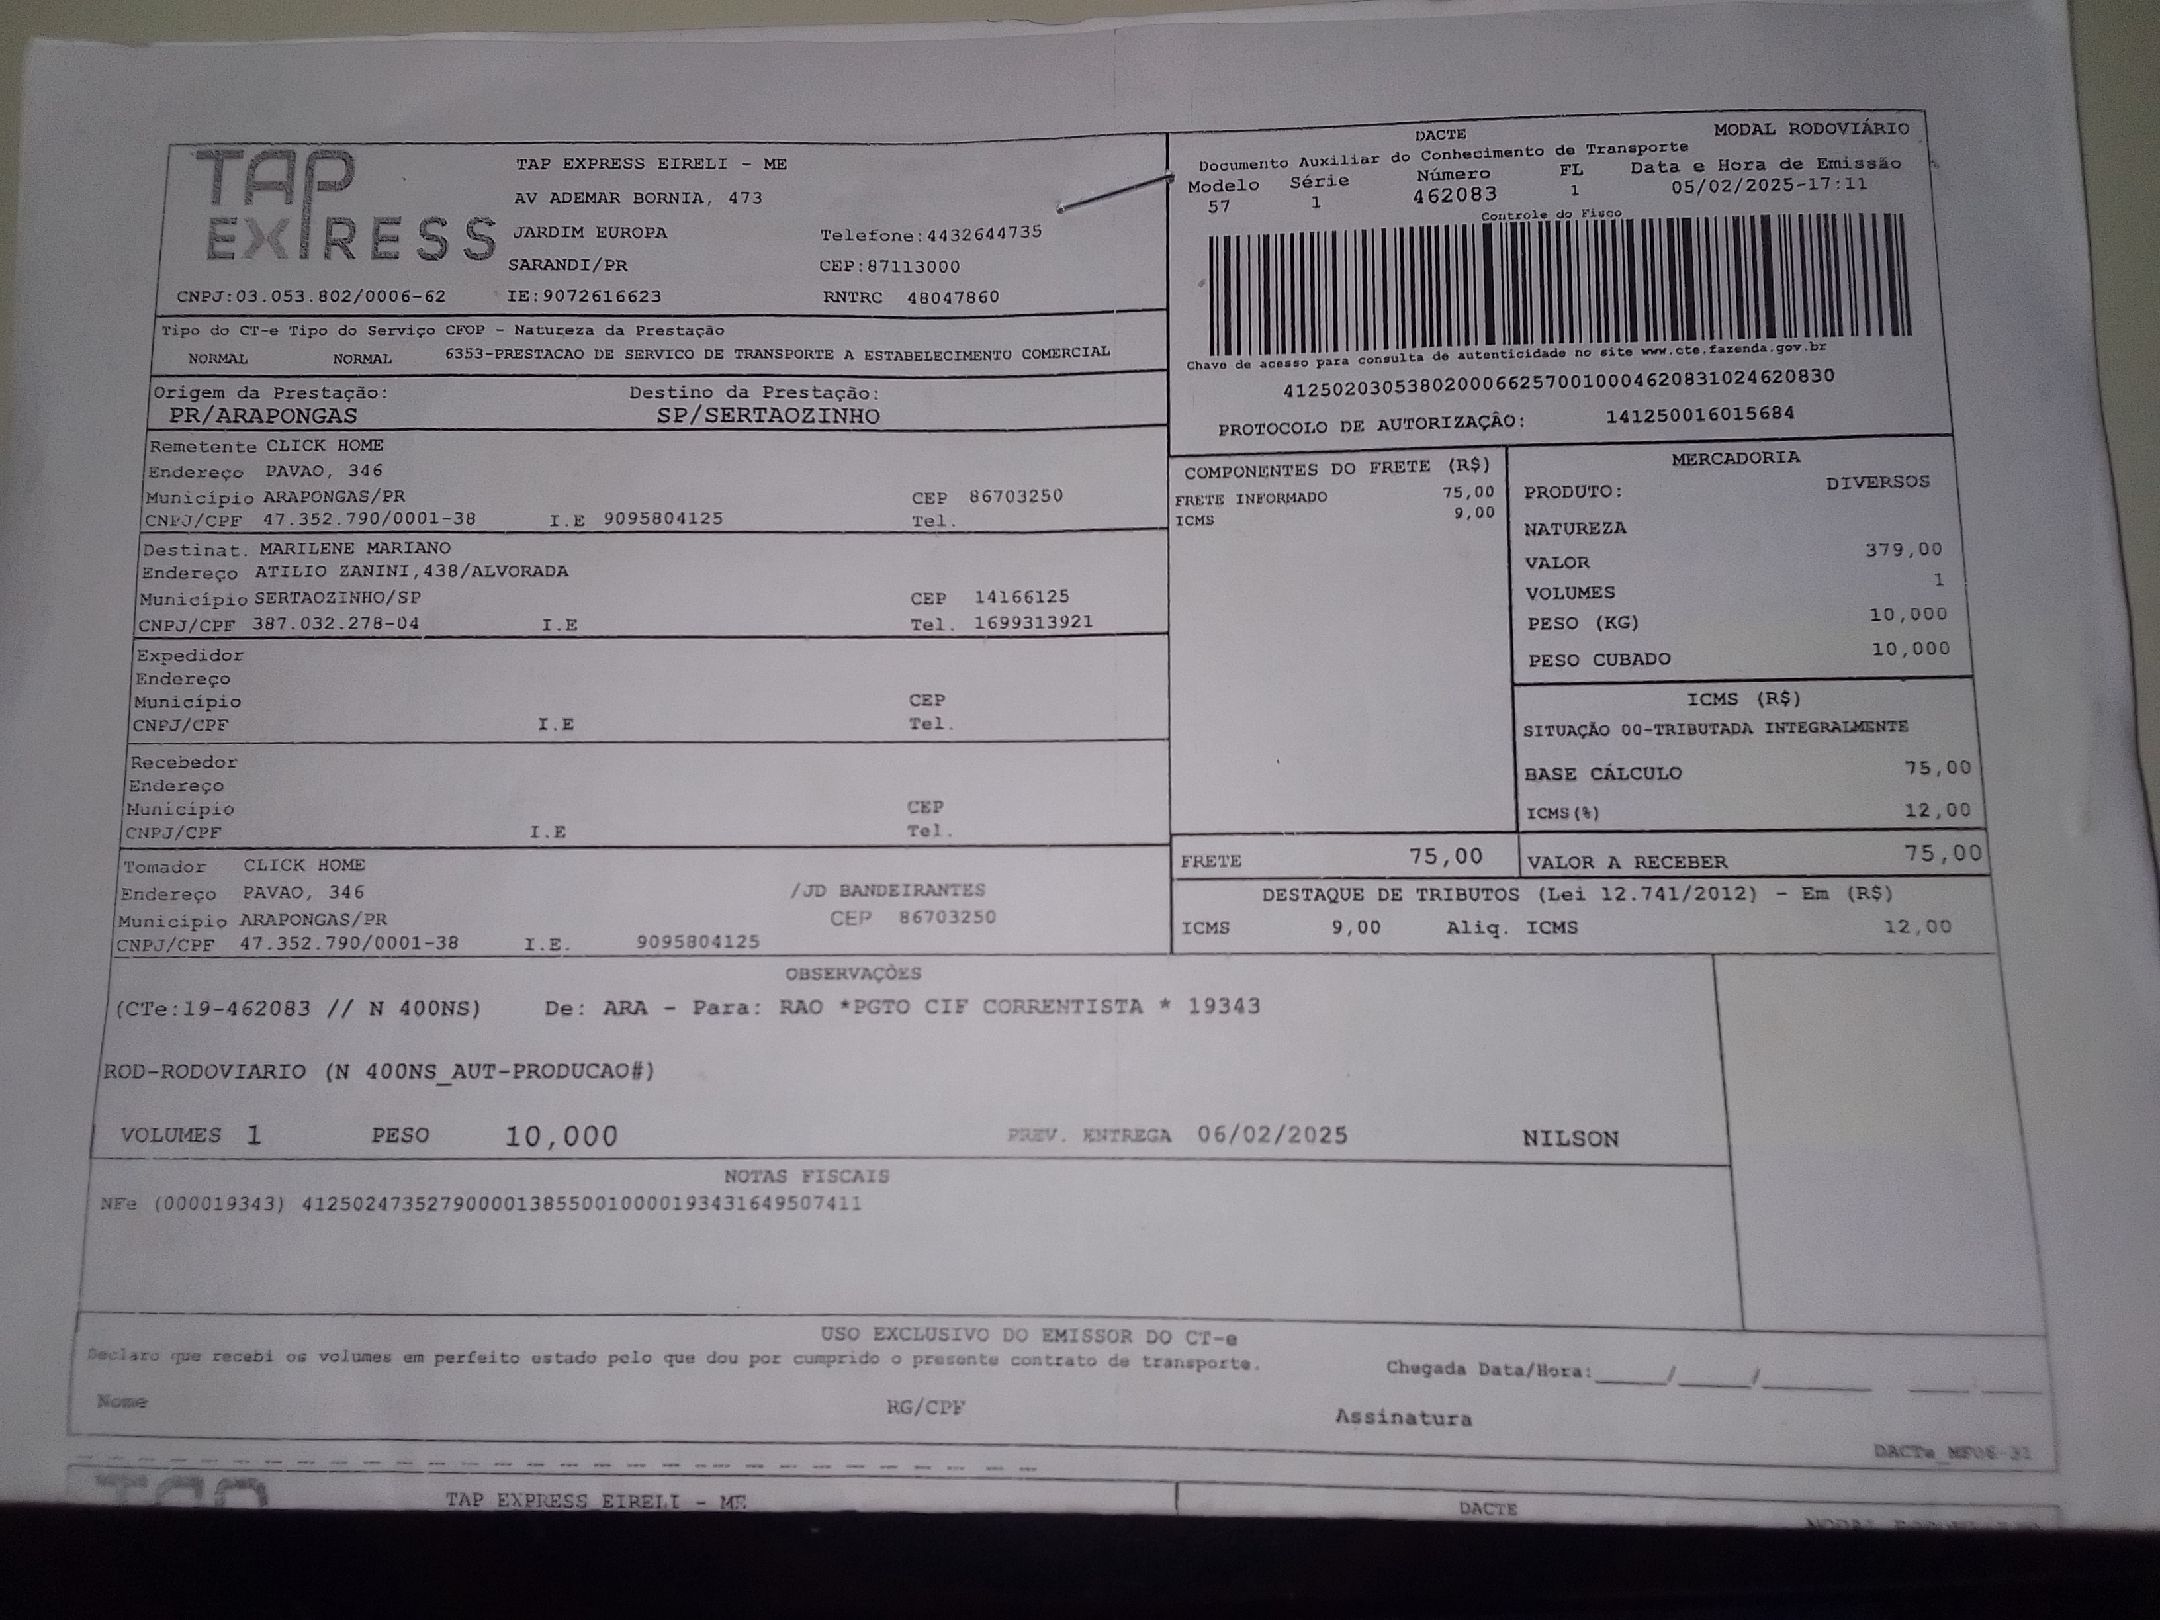 TAP EXPRESS
TAP EXPRESS EIRELI - ME
AV ADEMAR BORNIA, 473
JARDIM EUROPA Telefone:4432644735
SARANDI/PR CEP:87113000
CNPJ:03.053.802/0006-62 IE:9072616623 RNTRC 48047860
DACTE MODAL RODOVIÁRIO
Documento Auxiliar do Conhecimento de Transporte
Modelo Série Número FL Data e Hora de Emissão
57 1 462083 1 05/02/2025-17:11
Controle do Fisco
Chave de acesso para consulta de autenticidade no site www.cte.fazenda.gov.br
41250203053802000662570010004620831024620830
PROTOCOLO DE AUTORIZAÇÃO: 141250016015684
Tipo do CT-e Tipo do Serviço CFOP - Natureza da Prestação
NORMAL NORMAL 6353-PRESTACAO DE SERVICO DE TRANSPORTE A ESTABELECIMENTO COMERCIAL
Origem da Prestação: Destino da Prestação:
PR/ARAPONGAS SP/SERTAOZINHO
Remetente CLICK HOME
Endereço PAVAO, 346
Município ARAPONGAS/PR CEP 86703250
CNPJ/CPF 47.352.790/0001-38 I.E 9095804125 Tel.
Destinat. MARILENE MARIANO
Endereço ATILIO ZANINI,438/ALVORADA
Município SERTAOZINHO/SP CEP 14166125
CNPJ/CPF 387.032.278-04 I.E Tel. 1699313921
Expedidor
Endereço
Município CEP
CNPJ/CPF I.E Tel.
Recebedor
Endereço
Município CEP
CNPJ/CPF I.E Tel.
Tomador CLICK HOME
Endereço PAVAO, 346 /JD BANDEIRANTES
Município ARAPONGAS/PR CEP 86703250
CNPJ/CPF 47.352.790/0001-38 I.E. 9095804125
COMPONENTES DO FRETE (R$)
FRETE INFORMADO 75,00
ICMS 9,00
MERCADORIA
PRODUTO: DIVERSOS
NATUREZA
VALOR 379,00
VOLUMES 1
PESO (KG) 10,000
PESO CUBADO 10,000
ICMS (R$)
SITUAÇÃO 00-TRIBUTADA INTEGRALMENTE
BASE CÁLCULO 75,00
ICMS(%) 12,00
FRETE 75,00 VALOR A RECEBER 75,00
DESTAQUE DE TRIBUTOS (Lei 12.741/2012) - Em (R$)
ICMS 9,00 Aliq. ICMS 12,00
OBSERVAÇÕES
(CTe:19-462083 // N 400NS) De: ARA - Para: RAO *PGTO CIF CORRENTISTA * 19343
ROD-RODOVIARIO (N 400NS_AUT-PRODUCAO#)
VOLUMES 1 PESO 10,000 PREV. ENTREGA 06/02/2025 NILSON
NOTAS FISCAIS
NFe (000019343) 41250247352790000138550010000193431649507411
USO EXCLUSIVO DO EMISSOR DO CT-e
Declaro que recebi os volumes em perfeito estado pelo que dou por cumprido o presente contrato de transporte. Chegada Data/Hora:____/____/______ ____:____
Nome RG/CPF Assinatura
TAP EXPRESS EIRELI - ME DACTE